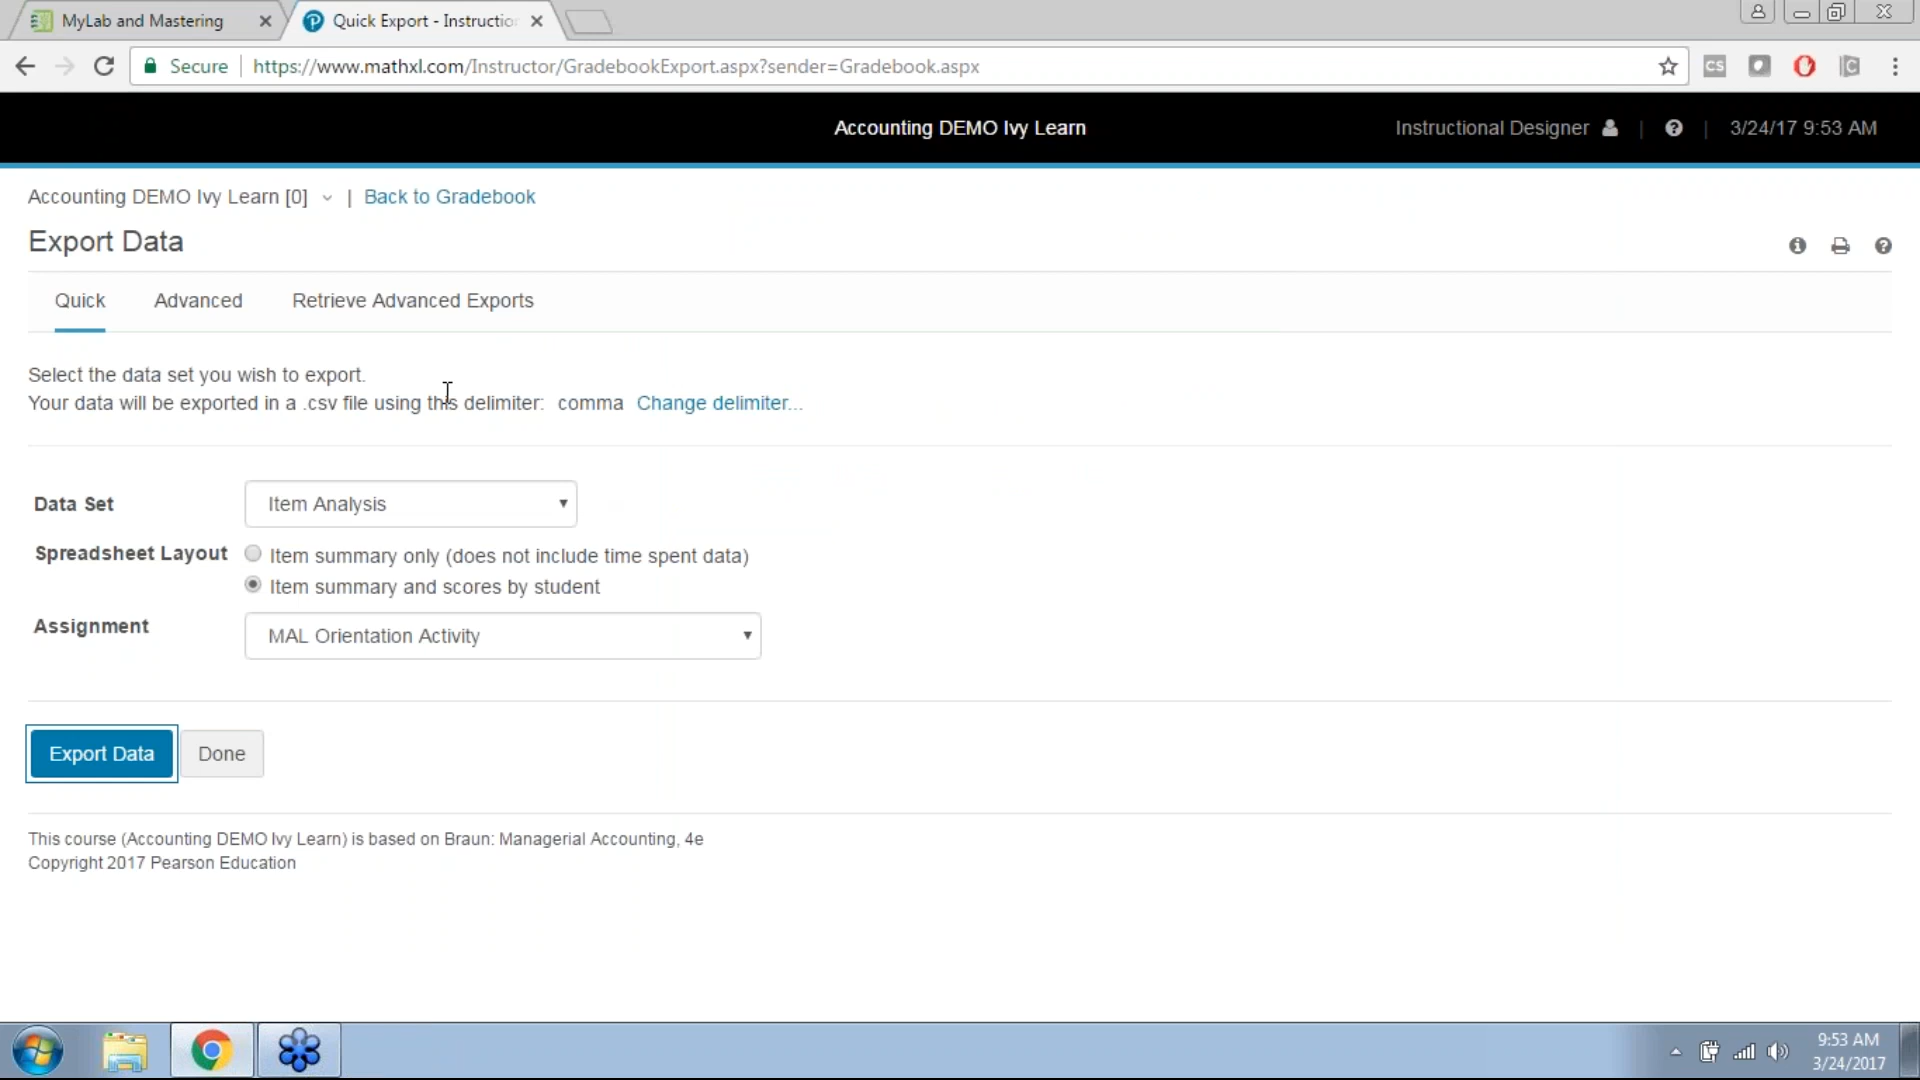 MyLab and Mastering
Quick Export - Instructio
Secure
https://www.mathxl.com/Instructor/GradebookExport.aspx?sender=Gradebook.aspx
CS
Accounting DEMO Ivy Learn
Instructional Designer
3/24/17 9:53 AM
Accounting DEMO Ivy Learn [0] | Back to Gradebook
Export Data
Quick Advanced Retrieve Advanced Exports
Select the data set you wish to export.
Your data will be exported in a .csv file using this delimiter: comma Change delimiter...
Data Set Item Analysis
Spreadsheet Layout Item summary only (does not include time spent data)
Item summary and scores by student
Assignment MAL Orientation Activity
Export Data Done
This course (Accounting DEMO Ivy Learn) is based on Braun: Managerial Accounting, 4e
Copyright 2017 Pearson Education
9:53 AM
3/24/2017